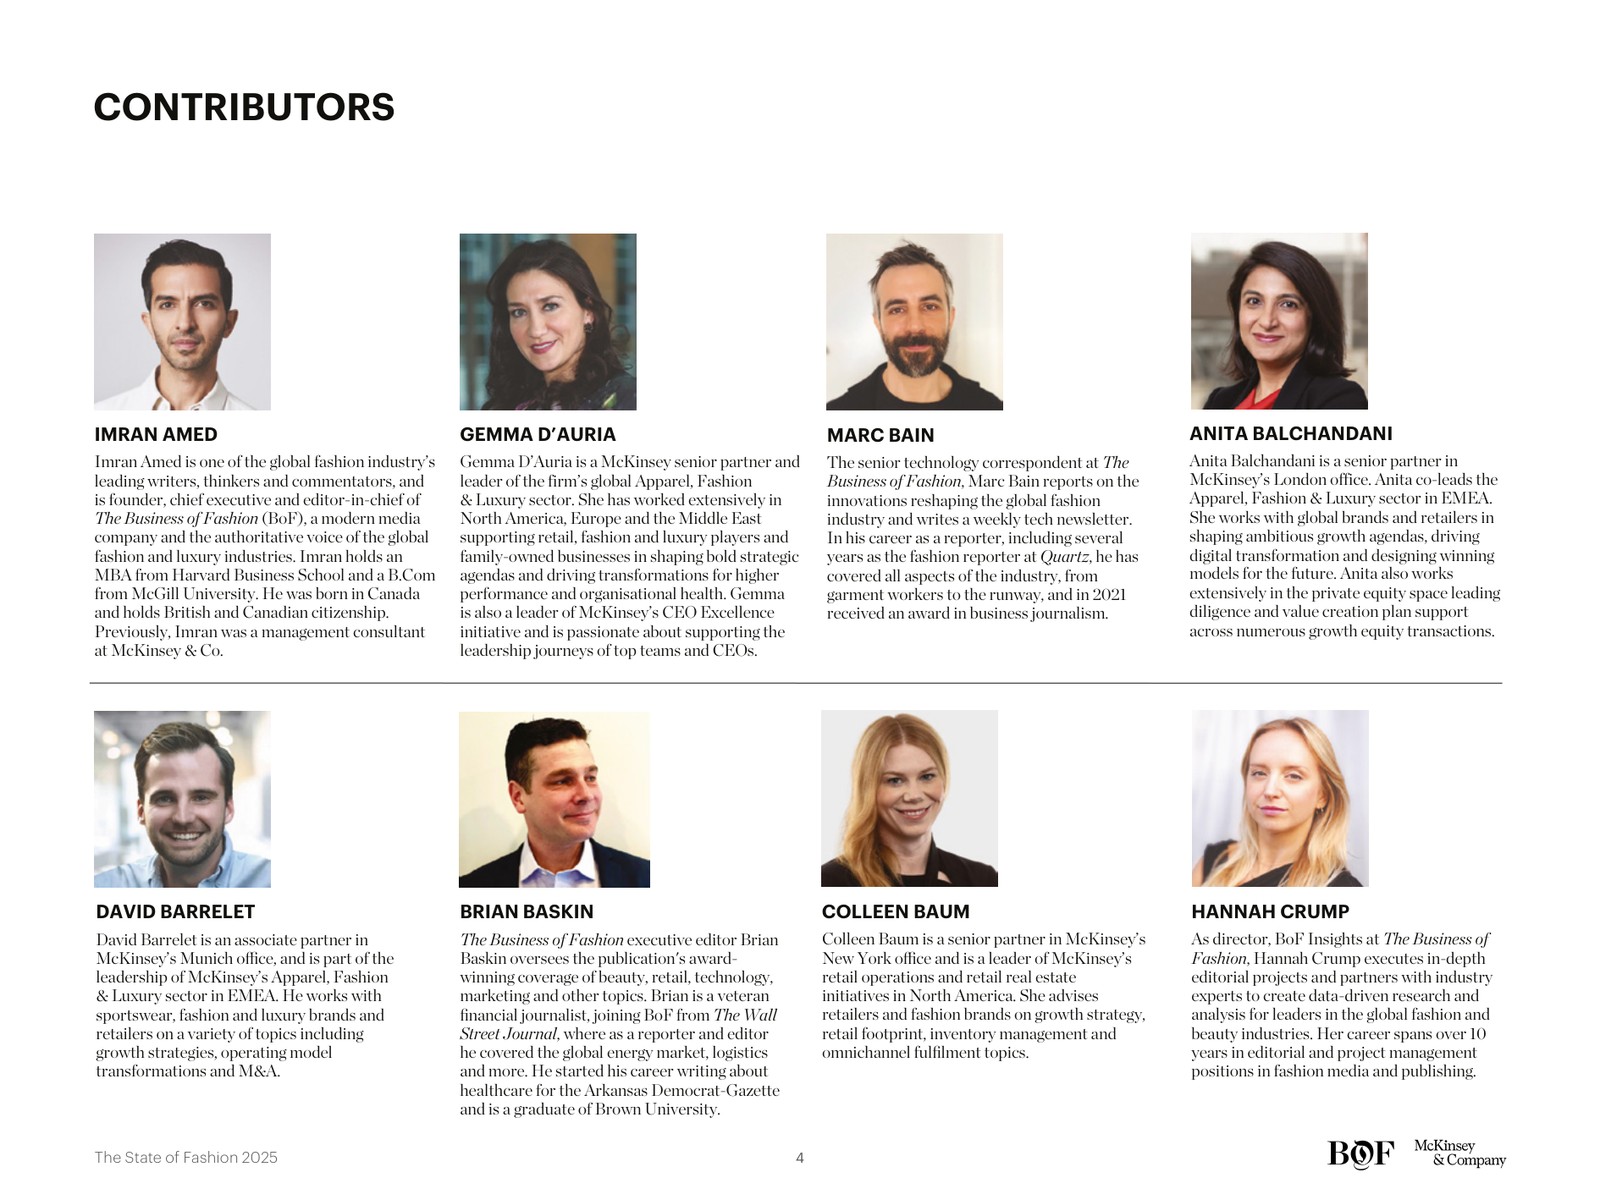 CONTRIBUTORS
IMRAN AMED
Imran Amed is one of the global fashion industry's
leading writers, thinkers and commentators, and
is founder, chief executive and editor-in-chief of
The Business of Fashion (BoF), a modern media
company and the authoritative voice of the global
fashion and luxury industries. Imran holds an
MBA from Harvard Business School and a B.Com
from McGill University. He was born in Canada
and holds British and Canadian citizenship.
Previously, Imran was a management consultant
at McKinsey & Co.
GEMMA D'AURIA
Gemma D'Auria is a McKinsey senior partner and
leader of the firm's global Apparel, Fashion
& Luxury sector. She has worked extensively in
North America, Europe and the Middle East
supporting retail, fashion and luxury players and
family-owned businesses in shaping bold strategic
agendas and driving transformations for higher
performance and organisational health. Gemma
is also a leader of McKinsey's CEO Excellence
initiative and is passionate about supporting the
leadership journeys of top teams and CEOs.
MARC BAIN
The senior technology correspondent at The
Business of Fashion, Marc Bain reports on the
innovations reshaping the global fashion
industry and writes a weekly tech newsletter.
In his career as a reporter, including several
years as the fashion reporter at Quartz, he has
covered all aspects of the industry, from
garment workers to the runway, and in 2021
received an award in business journalism.
ANITA BALCHANDANI
Anita Balchandani is a senior partner in
McKinsey's London office. Anita co-leads the
Apparel, Fashion & Luxury sector in EMEA.
She works with global brands and retailers in
shaping ambitious growth agendas, driving
digital transformation and designing winning
models for the future. Anita also works
extensively in the private equity space leading
diligence and value creation plan support
across numerous growth equity transactions.
DAVID BARRELET
David Barrelet is an associate partner in
McKinsey's Munich office, and is part of the
leadership of McKinsey's Apparel, Fashion
& Luxury sector in EMEA. He works with
sportswear, fashion and luxury brands and
retailers on a variety of topics including
growth strategies, operating model
transformations and M&A.
BRIAN BASKIN
The Business of Fashion executive editor Brian
Baskin oversees the publication's award-
winning coverage of beauty, retail, technology,
marketing and other topics. Brian is a veteran
financial journalist, joining BoF from The Wall
Street Journal, where as a reporter and editor
he covered the global energy market, logistics
and more. He started his career writing about
healthcare for the Arkansas Democrat-Gazette
and is a graduate of Brown University.
COLLEEN BAUM
Colleen Baum is a senior partner in McKinsey's
New York office and is a leader of McKinsey's
retail operations and retail real estate
initiatives in North America. She advises
retailers and fashion brands on growth strategy,
retail footprint, inventory management and
omnichannel fulfilment topics.
HANNAH CRUMP
As director, BoF Insights at The Business of
Fashion, Hannah Crump executes in-depth
editorial projects and partners with industry
experts to create data-driven research and
analysis for leaders in the global fashion and
beauty industries. Her career spans over 10
years in editorial and project management
positions in fashion media and publishing.
The State of Fashion 2025
4
BOF
McKinsey
& Company